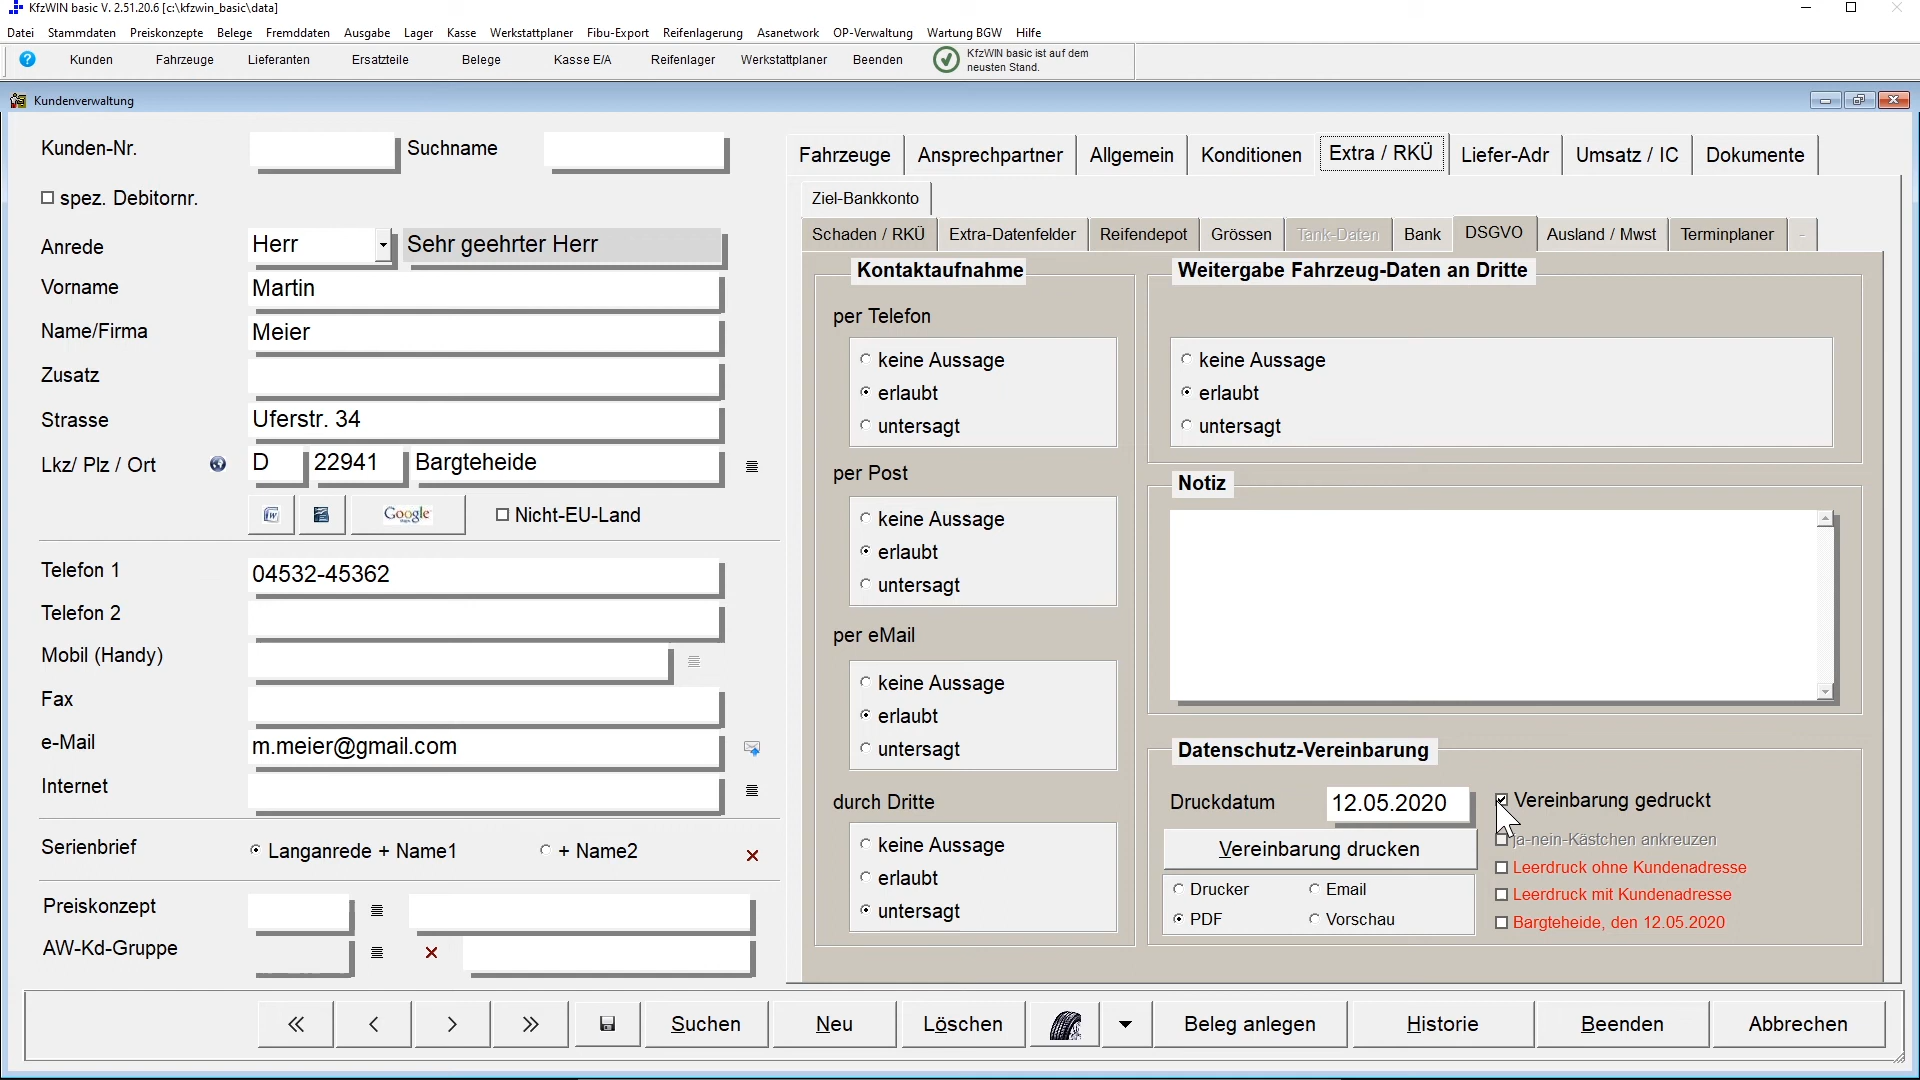 KfzWIN basic V. 2.51.20.6 [c:\kfzwin_basic\data]
Datei Stammdaten Preiskonzepte Belege Fremddaten Ausgabe Lager Kasse Werkstattplaner Fibu-Export Reifenlagerung Asanetwork OP-Verwaltung Wartung BGW Hilfe
? Kunden Fahrzeuge Lieferanten Ersatzteile Belege Kasse E/A Reifenlager Werkstattplaner Beenden KfzWIN basic ist auf dem
neusten Stand.
Kundenverwaltung
Kunden-Nr. Suchname
spez. Debitornr.
Anrede Herr Sehr geehrter Herr
Vorname Martin
Name/Firma Meier
Zusatz
Strasse Uferstr. 34
Lkz/ Plz / Ort D 22941 Bargteheide
Google Nicht-EU-Land
Telefon 1 04532-45362
Telefon 2
Mobil (Handy)
Fax
e-Mail m.meier@gmail.com
Internet
Serienbrief Langanrede + Name1 + Name2
Preiskonzept
AW-Kd-Gruppe
Fahrzeuge Ansprechpartner Allgemein Konditionen Extra / RKÜ Liefer-Adr Umsatz / IC Dokumente
Ziel-Bankkonto
Schaden / RKÜ Extra-Datenfelder Reifendepot Grössen Tank-Daten Bank DSGVO Ausland / Mwst Terminplaner -
Kontaktaufnahme
per Telefon
keine Aussage
erlaubt
untersagt
per Post
keine Aussage
erlaubt
untersagt
per eMail
keine Aussage
erlaubt
untersagt
durch Dritte
keine Aussage
erlaubt
untersagt
Weitergabe Fahrzeug-Daten an Dritte
keine Aussage
erlaubt
untersagt
Notiz
Datenschutz-Vereinbarung
Druckdatum 12.05.2020 Vereinbarung gedruckt
ja-nein-Kästchen ankreuzen
Vereinbarung drucken
Leerdruck ohne Kundenadresse
Drucker Email Leerdruck mit Kundenadresse
PDF Vorschau Bargteheide, den 12.05.2020
Suchen Neu Löschen Beleg anlegen Historie Beenden Abbrechen